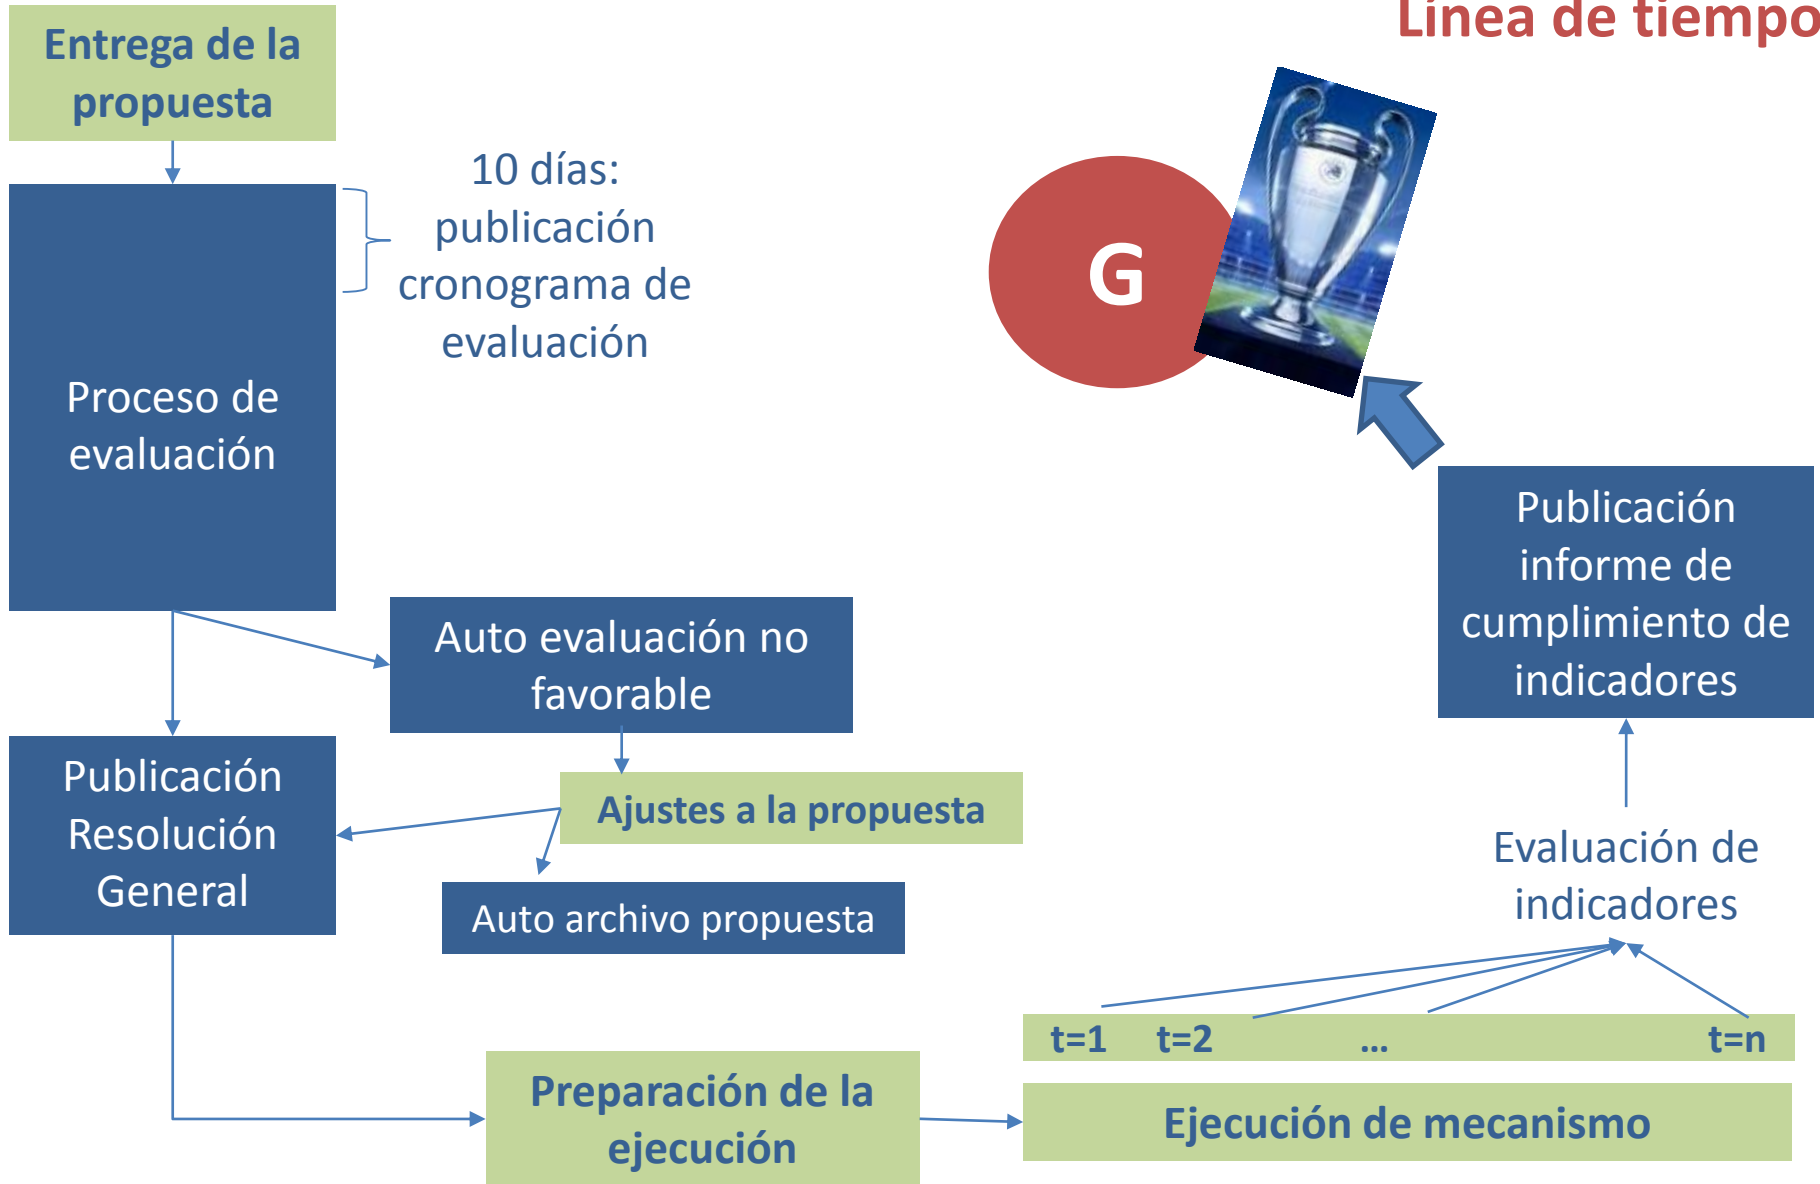 Línea de tiempo
Entrega de la
propuesta
10 días:
publicación
cronograma de
evaluación
Proceso de
evaluación
G
Auto evaluación no
favorable
Publicación
Resolución
General
Ajustes a la propuesta
Auto archivo propuesta
Publicación
informe de
cumplimiento de
indicadores
Evaluación de
indicadores
t=1 t=2 ... t=n
Preparación de la
ejecución
Ejecución de mecanismo